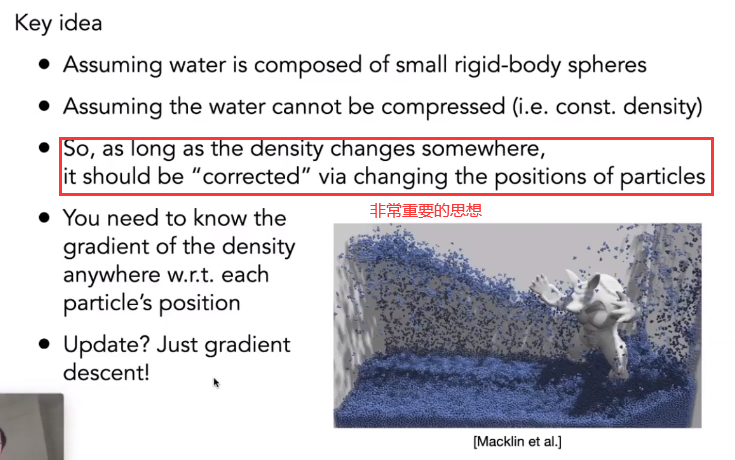 Key idea
• Assuming water is composed of small rigid-body spheres
• Assuming the water cannot be compressed (i.e. const. density)
• So, as long as the density changes somewhere,
it should be “corrected” via changing the positions of particles
非常重要的思想
• You need to know the
gradient of the density
anywhere w.r.t. each
particle’s position
• Update? Just gradient
descent!
[Macklin et al.]